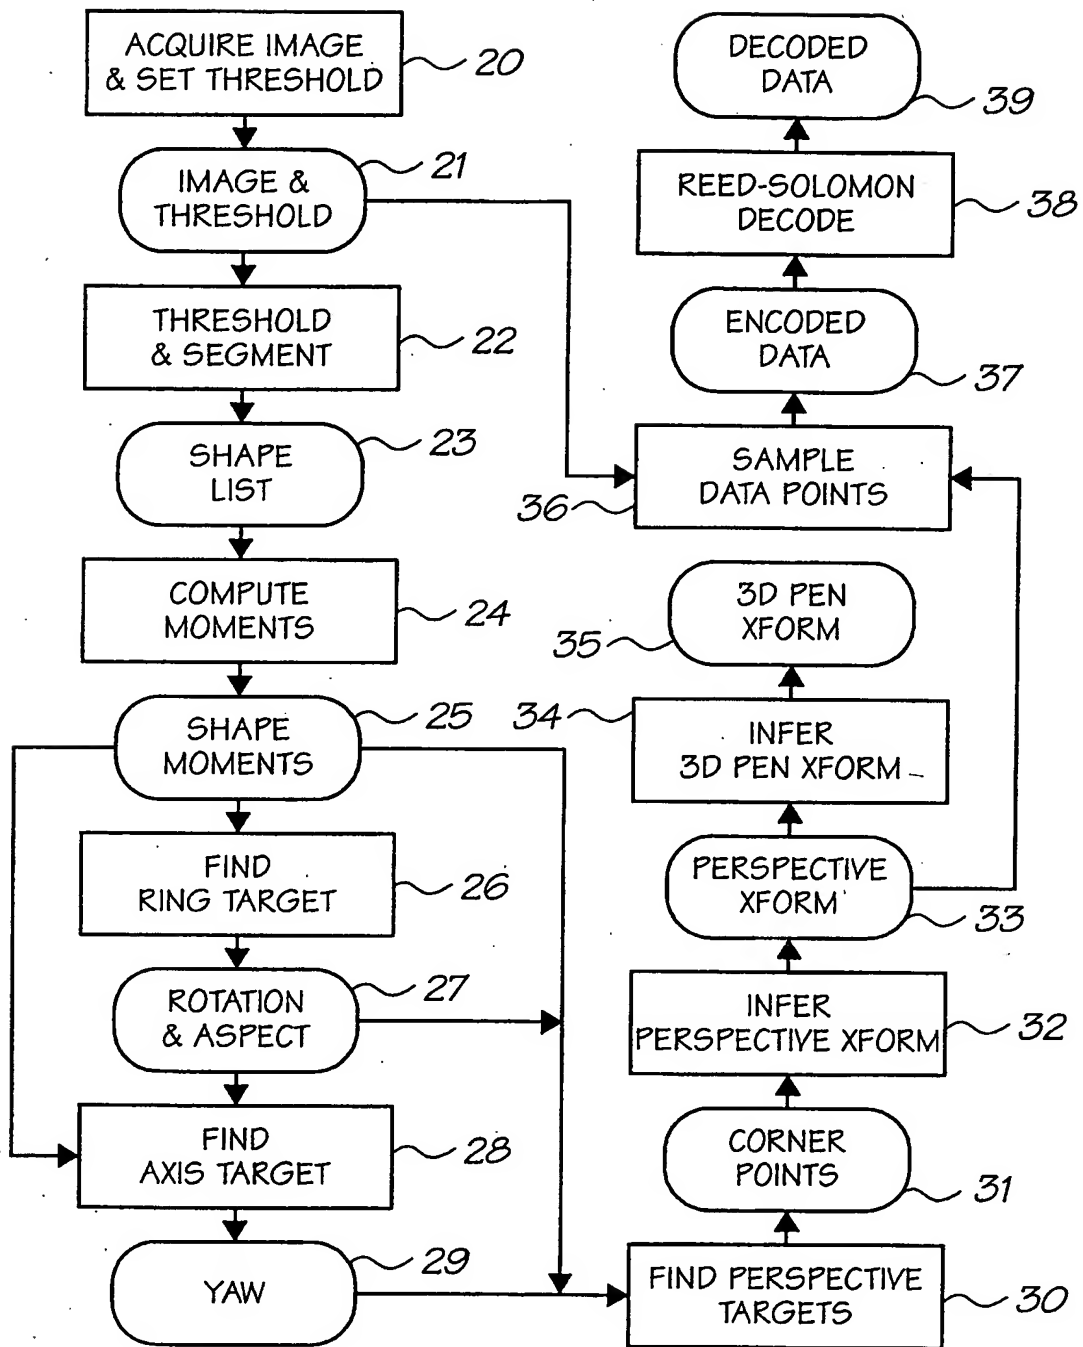 ACQUIRE IMAGE
& SET THRESHOLD
20
IMAGE &
THRESHOLD
21
THRESHOLD
& SEGMENT
22
SHAPE
LIST
23
COMPUTE
MOMENTS
24
SHAPE
MOMENTS
25
FIND
RING TARGET
26
ROTATION
& ASPECT
27
FIND
AXIS TARGET
28
YAW
29
DECODED
DATA
39
REED-SOLOMON
DECODE
38
ENCODED
DATA
37
SAMPLE
DATA POINTS
36
3D PEN
XFORM
35
INFER
3D PEN XFORM
34
PERSPECTIVE
XFORM
33
INFER
PERSPECTIVE XFORM
32
CORNER
POINTS
31
FIND PERSPECTIVE
TARGETS
30